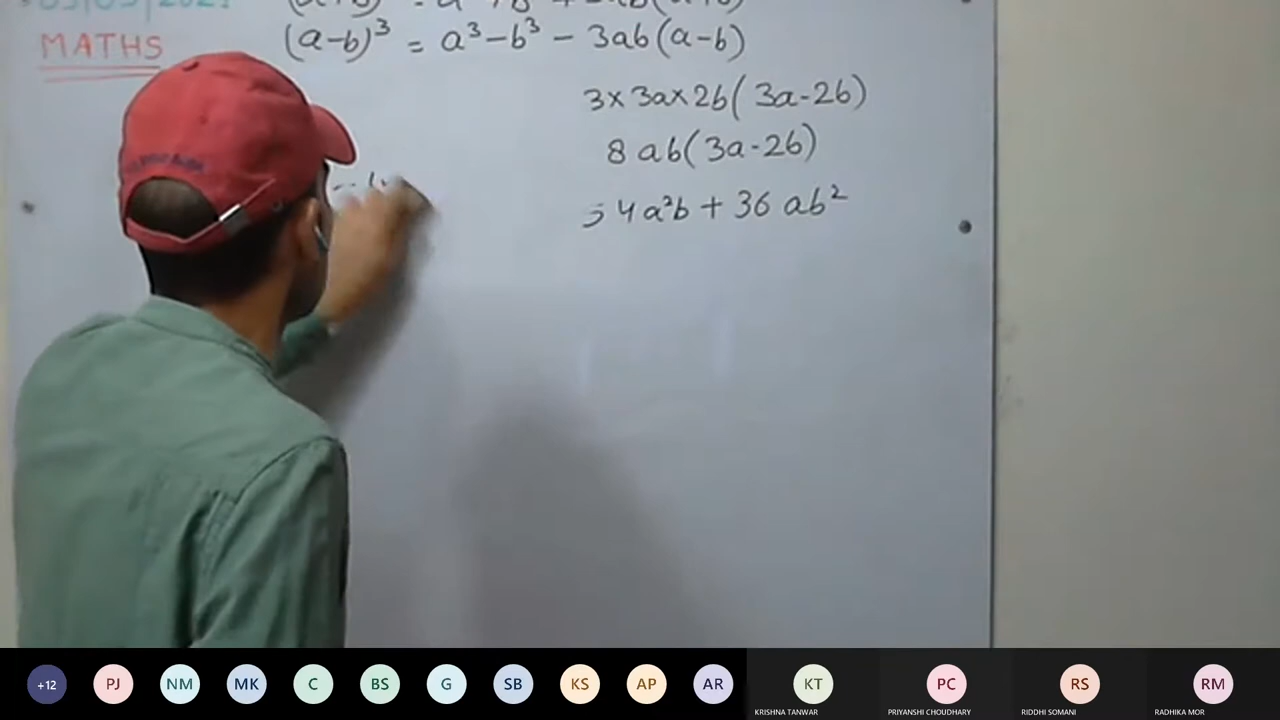 MATHS
(a-b)³ = a³-b³ - 3ab(a-b)
3×3a×2b(3a-2b)
8ab(3a-2b)
4a²b + 36ab²
+12 PJ NM MK C BS G SB KS AP AR KT PC RS RM
KRISHNA TANWAR PRIYANSHI CHOUDHARY RIDDHI SOMANI RADHIKA MOR